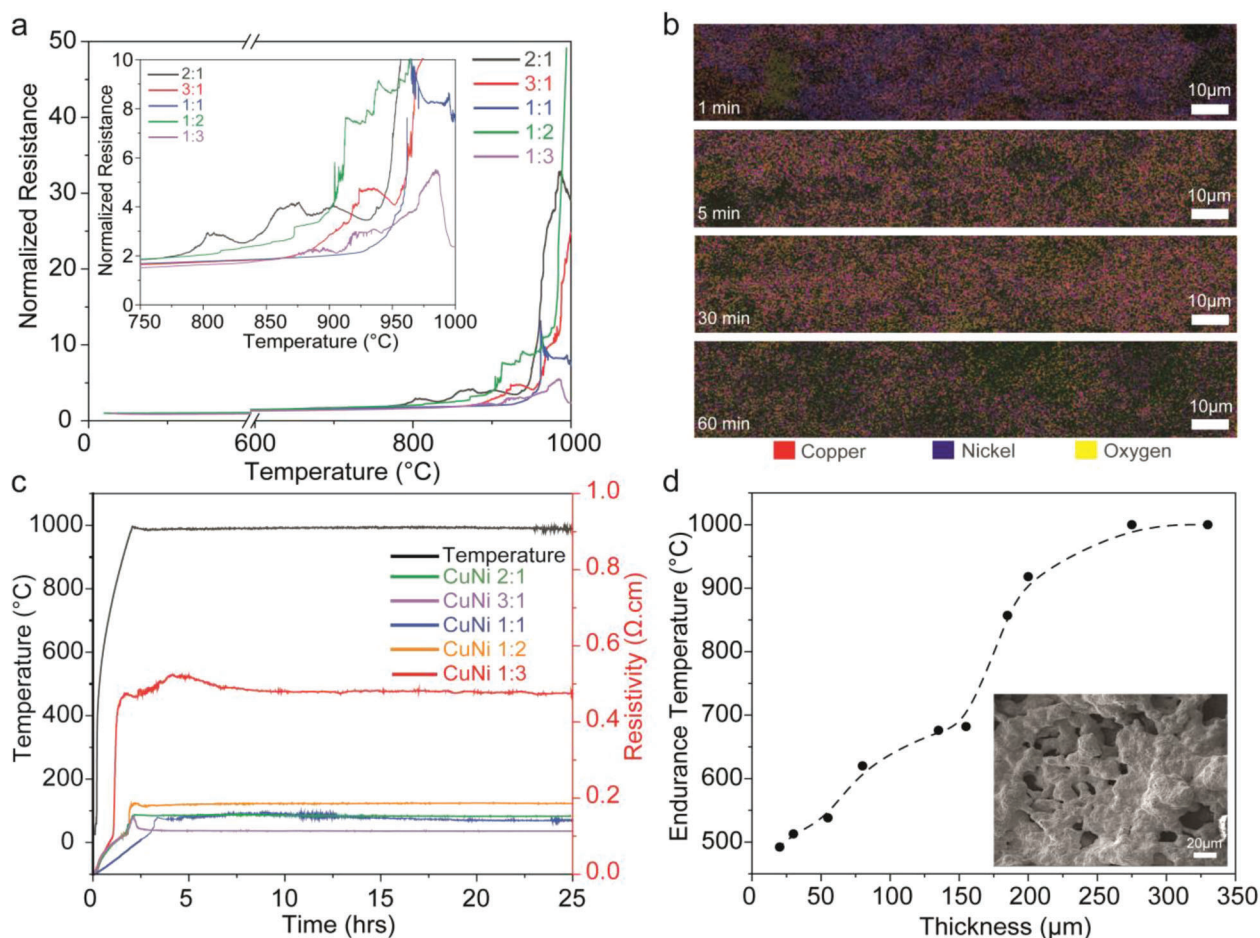 a
50
40
30
20
10
0
Normalized Resistance
0
600
800
1000
Temperature (°C)
2:1
3:1
1:1
1:2
1:3
10
8
6
4
2
0
Normalized Resistance
750
800
850
900
950
1000
Temperature (°C)
2:1
3:1
1:1
1:2
1:3
b
1 min
10µm
5 min
10µm
30 min
10µm
60 min
10µm
Copper
Nickel
Oxygen
c
1000
800
600
400
200
0
Temperature (°C)
1.0
0.8
0.6
0.4
0.2
0.0
Resistivity (Ω.cm)
Temperature
CuNi 2:1
CuNi 3:1
CuNi 1:1
CuNi 1:2
CuNi 1:3
0
5
10
15
20
25
Time (hrs)
d
1000
900
800
700
600
500
Endurance Temperature (°C)
0
50
100
150
200
250
300
350
Thickness (µm)
20µm